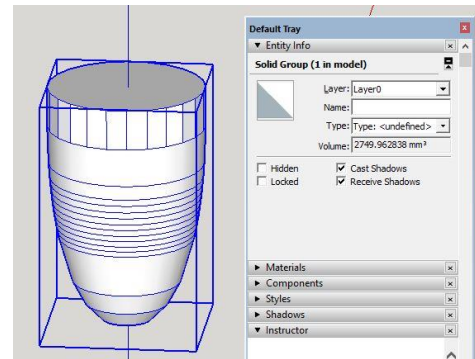 Default Tray
Entity Info
Solid Group (1 in model)
Layer: Layer0
Name:
Type: Type: <undefined>
Volume: 2749.962838 mm³
Hidden Cast Shadows
Locked Receive Shadows
Materials
Components
Styles
Shadows
Instructor